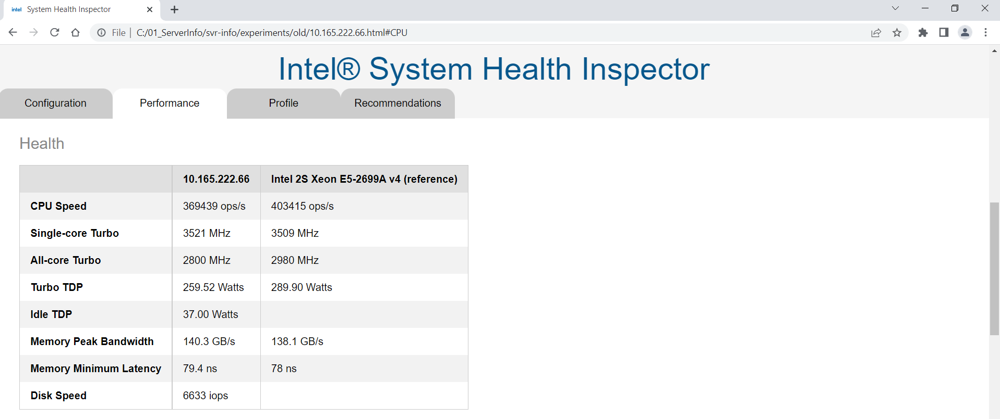 intel System Health Inspector
File C:/01_ServerInfo/svr-info/experiments/old/10.165.222.66.html#CPU
Intel® System Health Inspector
Configuration Performance Profile Recommendations
Health
10.165.222.66 Intel 2S Xeon E5-2699A v4 (reference)
CPU Speed 369439 ops/s 403415 ops/s
Single-core Turbo 3521 MHz 3509 MHz
All-core Turbo 2800 MHz 2980 MHz
Turbo TDP 259.52 Watts 289.90 Watts
Idle TDP 37.00 Watts
Memory Peak Bandwidth 140.3 GB/s 138.1 GB/s
Memory Minimum Latency 79.4 ns 78 ns
Disk Speed 6633 iops